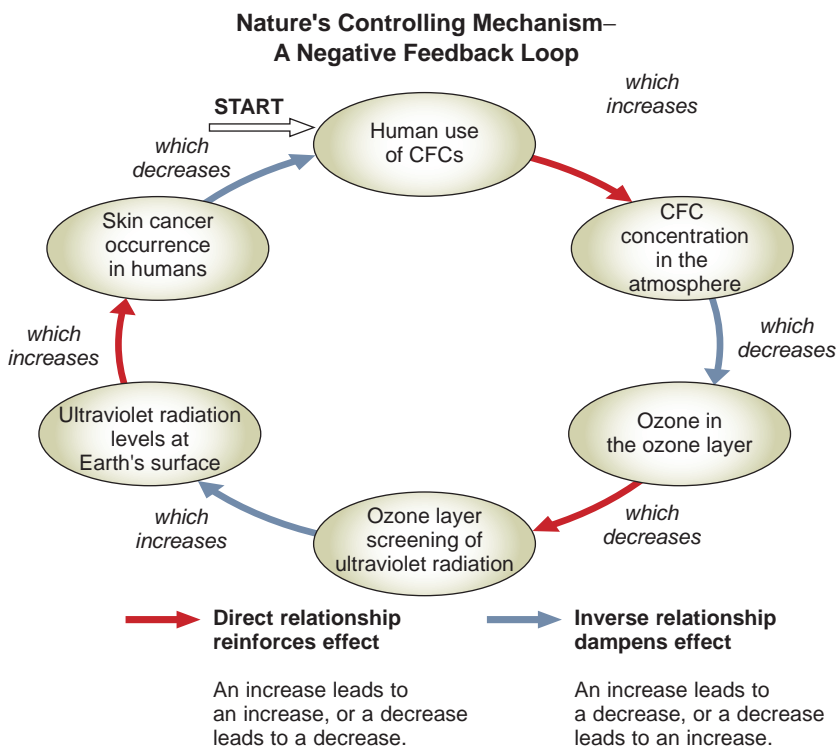 Nature's Controlling Mechanism–
A Negative Feedback Loop
START
Human use
of CFCs
which
increases
CFC
concentration
in the
atmosphere
which
decreases
Ozone in
the ozone layer
which
decreases
Ozone layer
screening of
ultraviolet radiation
which
increases
Ultraviolet radiation
levels at
Earth's surface
which
increases
Skin cancer
occurrence
in humans
which
decreases
Direct relationship
reinforces effect
An increase leads to
an increase, or a decrease
leads to a decrease.
Inverse relationship
dampens effect
An increase leads to
a decrease, or a decrease
leads to an increase.